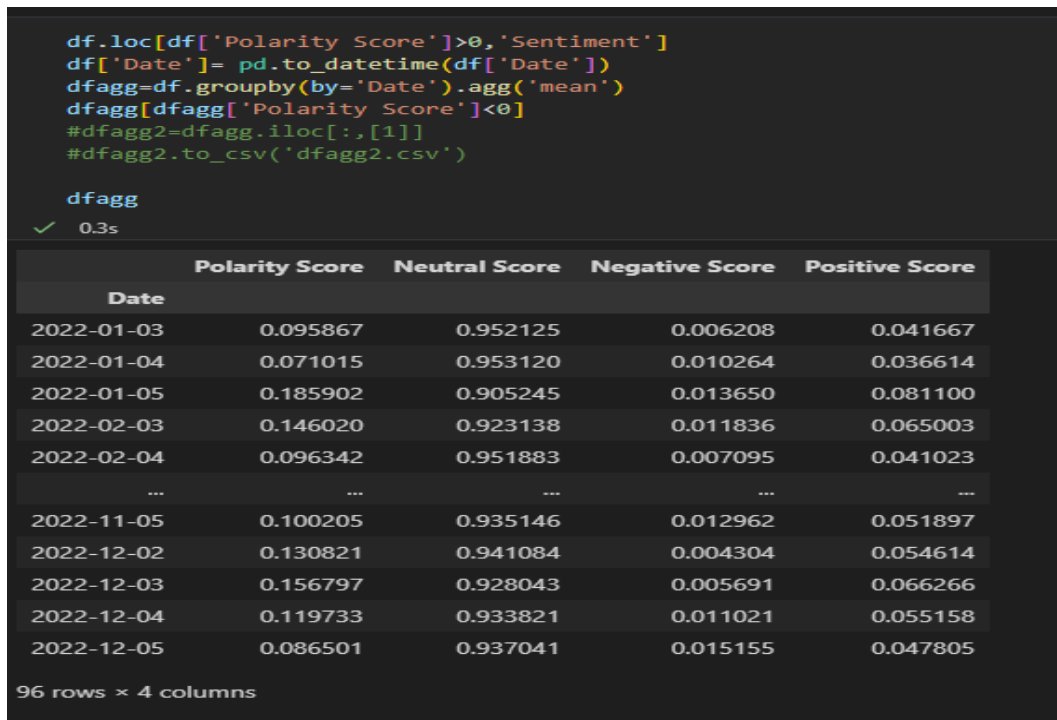 df.loc[df['Polarity Score']>0,'Sentiment']
df['Date']= pd.to_datetime(df['Date'])
dfagg=df.groupby(by='Date').agg('mean')
dfagg[dfagg['Polarity Score']<0]
#dfagg2=dfagg.iloc[:,[1]]
#dfagg2.to_csv('dfagg2.csv')
dfagg
✓ 0.3s
Polarity Score Neutral Score Negative Score Positive Score
Date
2022-01-03 0.095867 0.952125 0.006208 0.041667
2022-01-04 0.071015 0.953120 0.010264 0.036614
2022-01-05 0.185902 0.905245 0.013650 0.081100
2022-02-03 0.146020 0.923138 0.011836 0.065003
2022-02-04 0.096342 0.951883 0.007095 0.041023
... ... ... ... ...
2022-11-05 0.100205 0.935146 0.012962 0.051897
2022-12-02 0.130821 0.941084 0.004304 0.054614
2022-12-03 0.156797 0.928043 0.005691 0.066266
2022-12-04 0.119733 0.933821 0.011021 0.055158
2022-12-05 0.086501 0.937041 0.015155 0.047805
96 rows × 4 columns